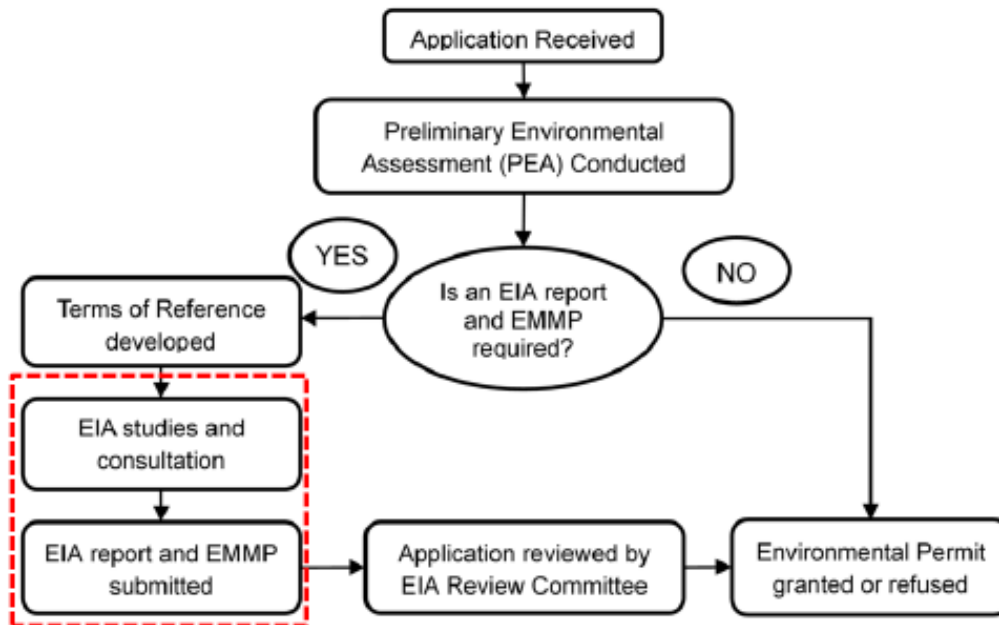 Application Received
Preliminary Environmental
Assessment (PEA) Conducted
YES
NO
Is an EIA report
and EMMP
required?
Terms of Reference
developed
EIA studies and
consultation
EIA report and EMMP
submitted
Application reviewed by
EIA Review Committee
Environmental Permit
granted or refused